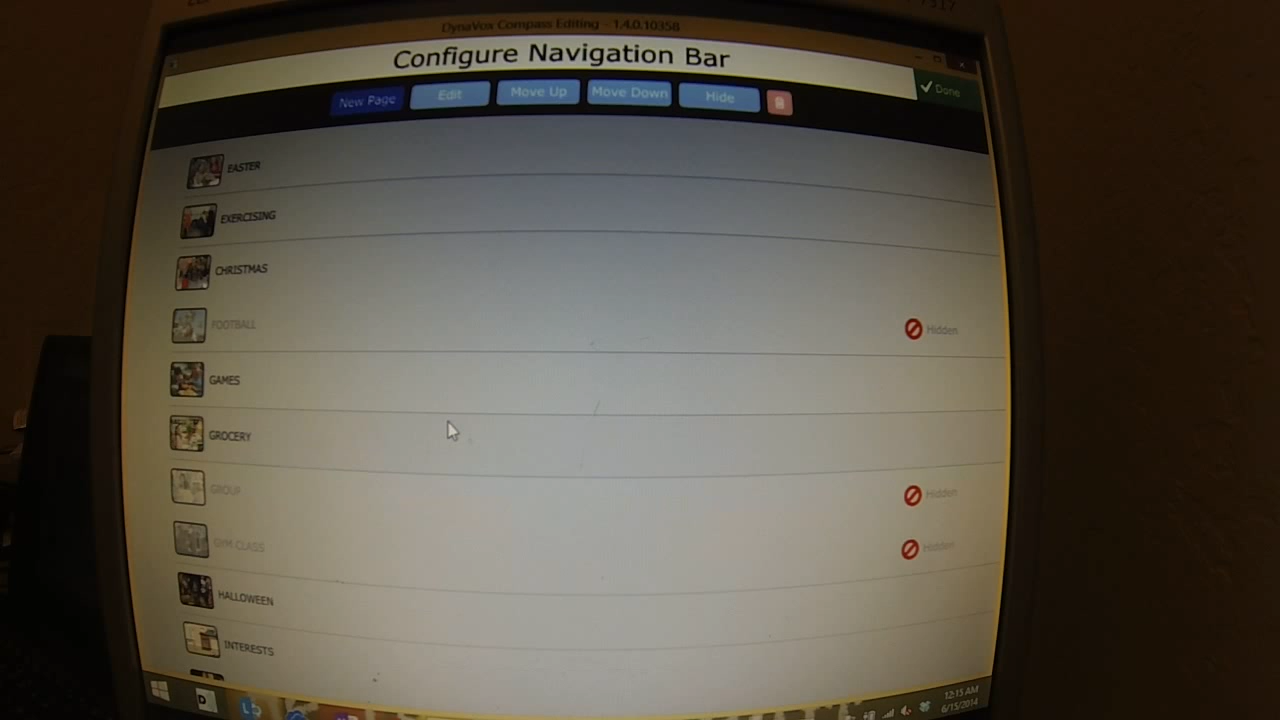 DynaVox Compass Editing - 1.4.0.10358
Configure Navigation Bar
New Page Edit Move Up Move Down Hide Done
EASTER
EXERCISING
CHRISTMAS
FOOTBALL Hidden
GAMES
GROCERY
GROUP Hidden
GYM CLASS Hidden
HALLOWEEN
INTERESTS
12:15 AM
6/15/2014